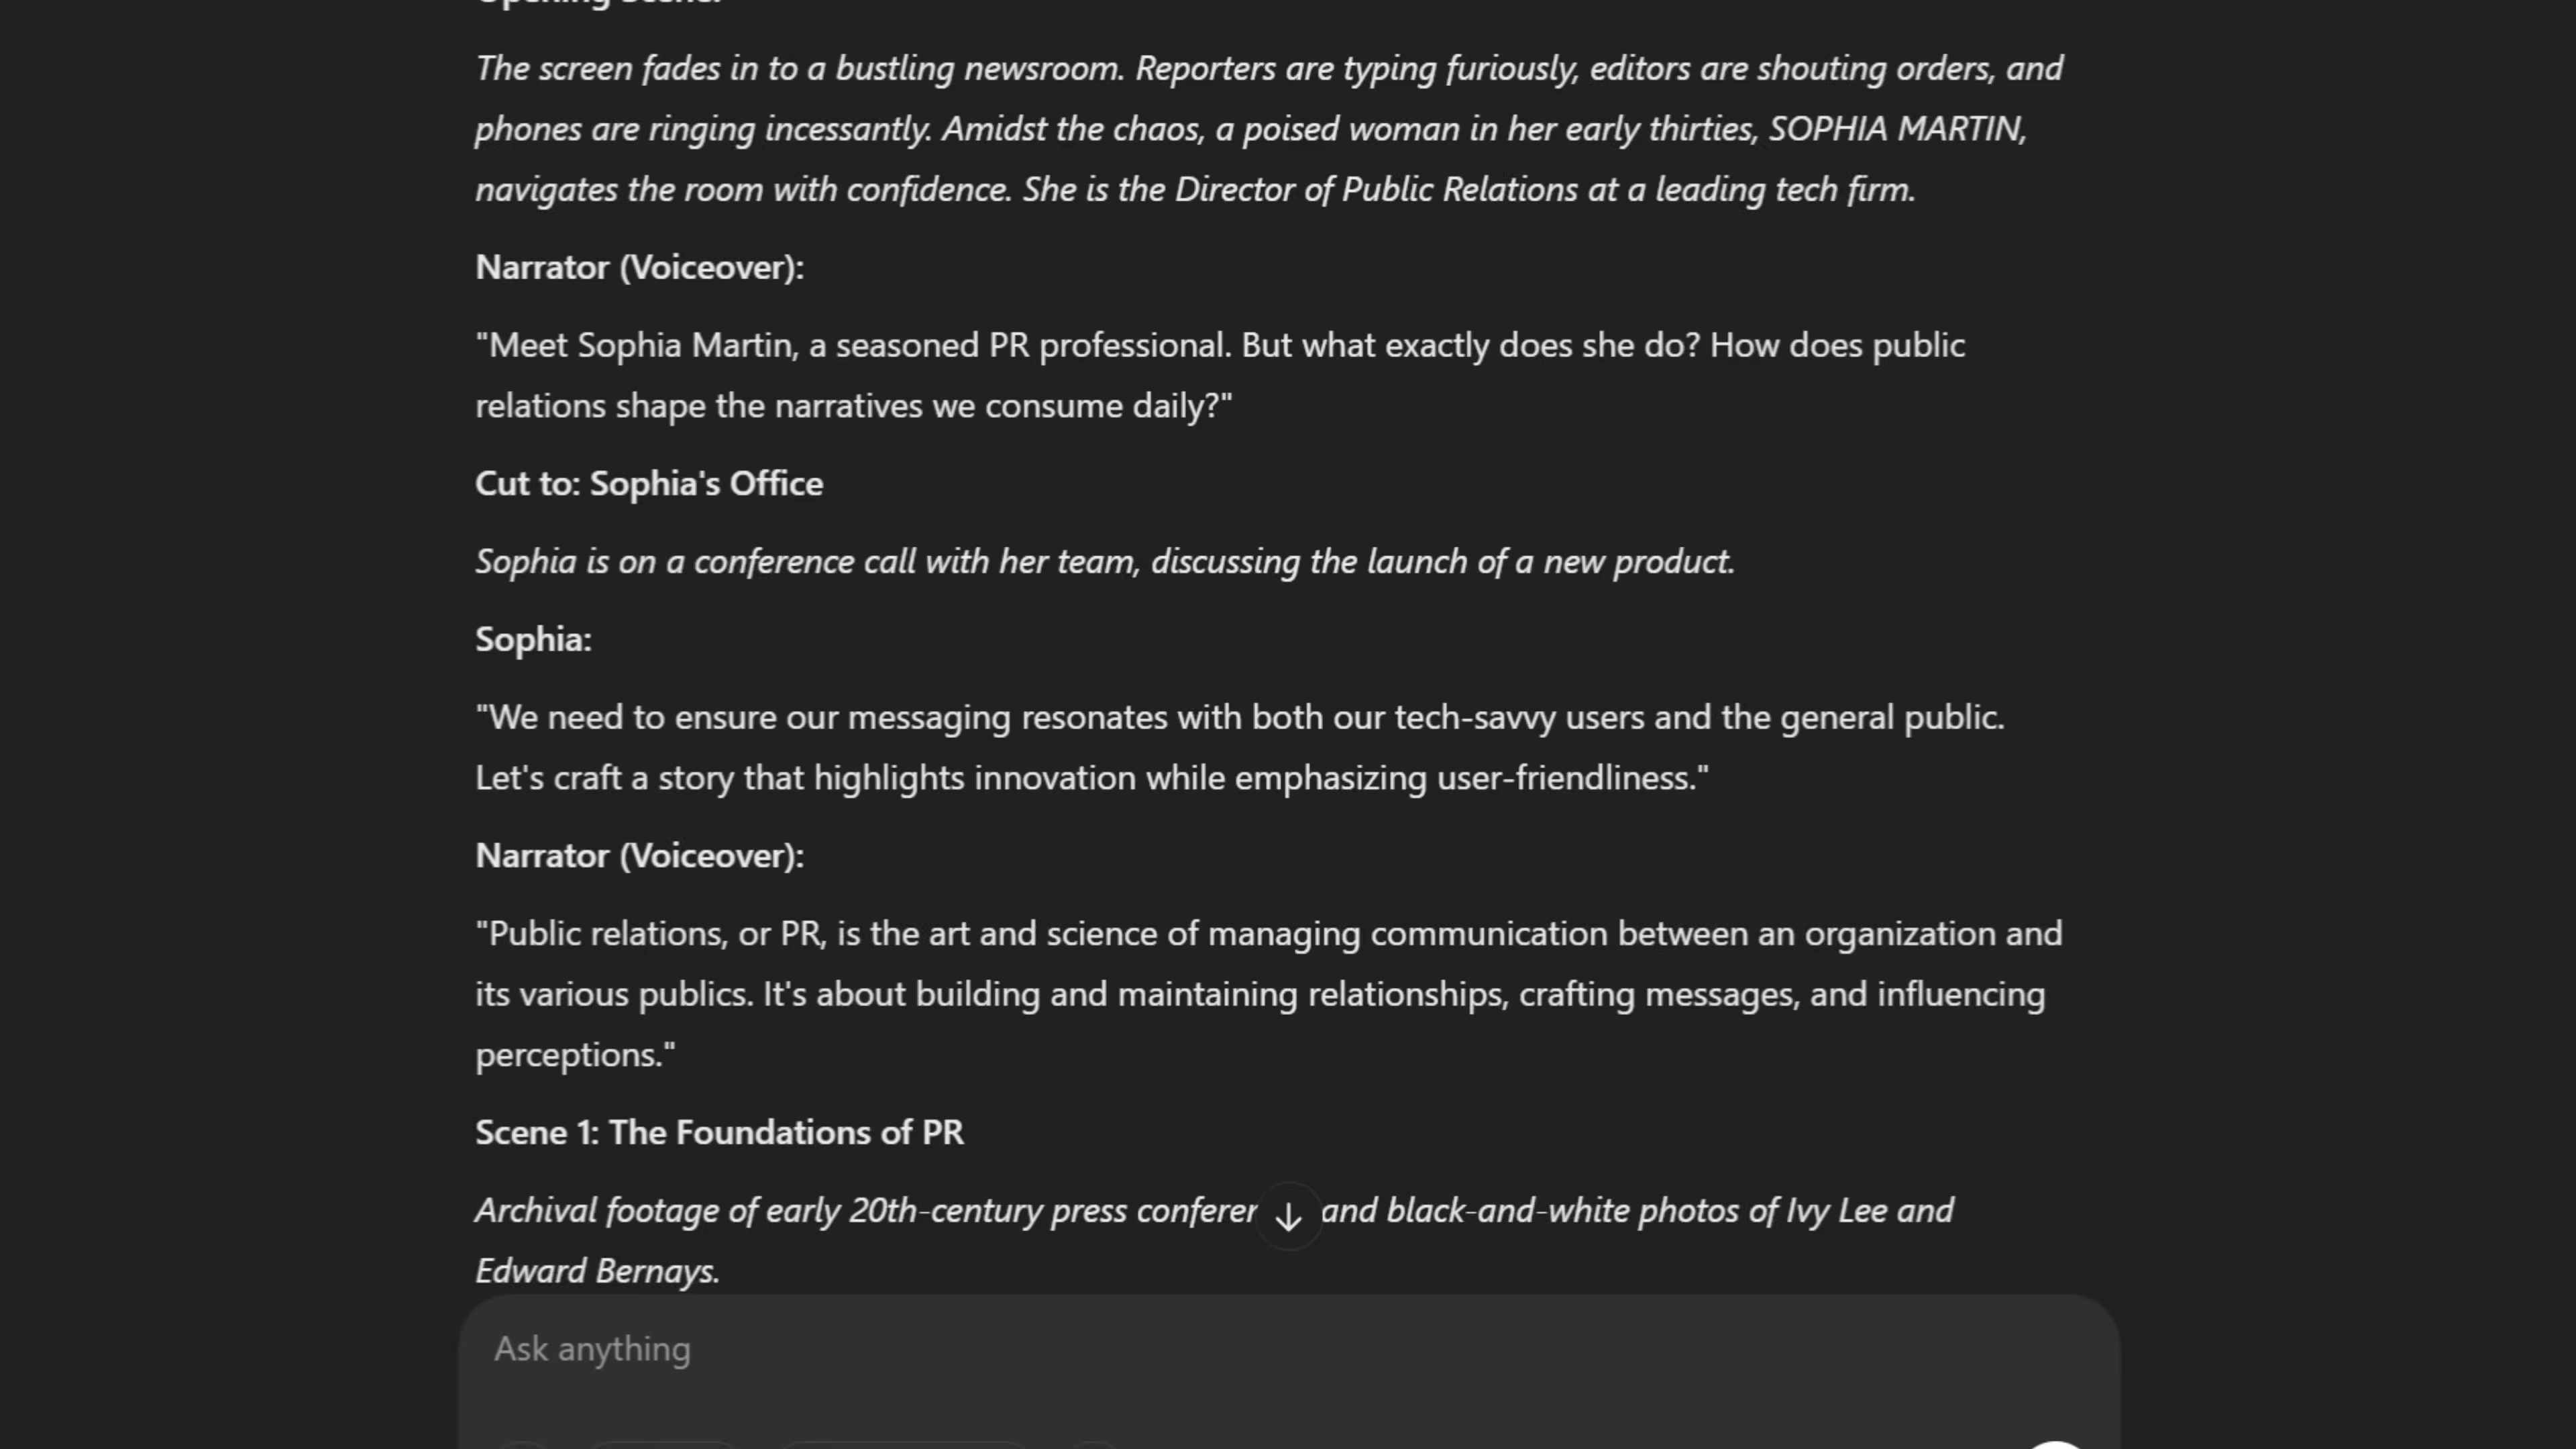 Opening Scene:
The screen fades in to a bustling newsroom. Reporters are typing furiously, editors are shouting orders, and
phones are ringing incessantly. Amidst the chaos, a poised woman in her early thirties, SOPHIA MARTIN,
navigates the room with confidence. She is the Director of Public Relations at a leading tech firm.
Narrator (Voiceover):
"Meet Sophia Martin, a seasoned PR professional. But what exactly does she do? How does public
relations shape the narratives we consume daily?"
Cut to: Sophia's Office
Sophia is on a conference call with her team, discussing the launch of a new product.
Sophia:
"We need to ensure our messaging resonates with both our tech-savvy users and the general public.
Let's craft a story that highlights innovation while emphasizing user-friendliness."
Narrator (Voiceover):
"Public relations, or PR, is the art and science of managing communication between an organization and
its various publics. It's about building and maintaining relationships, crafting messages, and influencing
perceptions."
Scene 1: The Foundations of PR
Archival footage of early 20th-century press and black-and-white photos of Ivy Lee and
Edward Bernays.
Ask anything